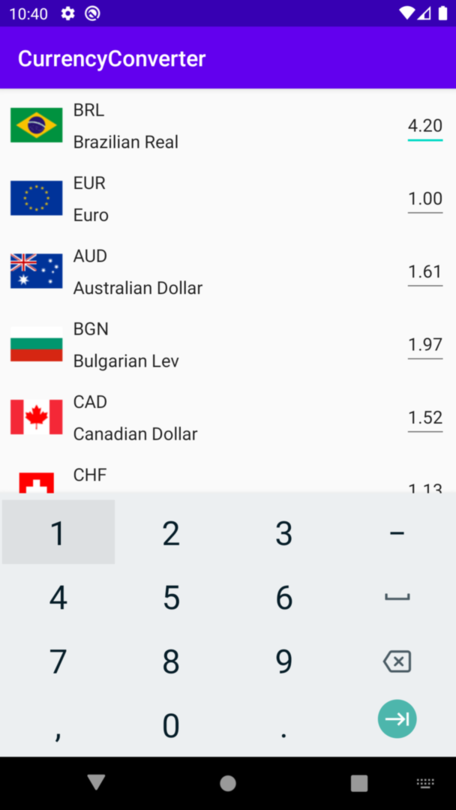 10:40
CurrencyConverter
BRL
Brazilian Real
4.20
EUR
Euro
1.00
AUD
Australian Dollar
1.61
BGN
Bulgarian Lev
1.97
CAD
Canadian Dollar
1.52
CHF
1.13
1 2 3 −
4 5 6
7 8 9
, 0 .